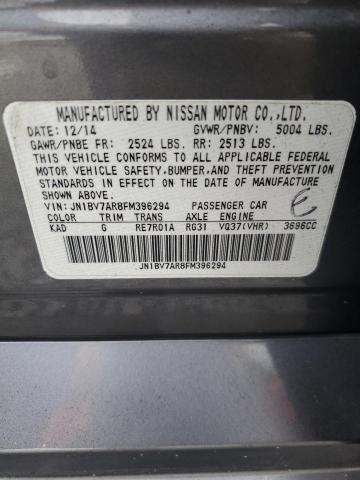 MANUFACTURED BY NISSAN MOTOR CO.,LTD.
DATE: 12/14 GVWR/PNBV: 5004 LBS.
GAWR/PNBE FR: 2524 LBS. RR: 2513 LBS.
THIS VEHICLE CONFORMS TO ALL APPLICABLE FEDERAL
MOTOR VEHICLE SAFETY, BUMPER, AND THEFT PREVENTION
STANDARDS IN EFFECT ON THE DATE OF MANUFACTURE
SHOWN ABOVE.
VIN: JN1BV7AR8FM396294 PASSENGER CAR
COLOR TRIM TRANS AXLE ENGINE
KAD G RE7R01A RG31 VQ37(VHR) 3696CC
JN1BV7AR8FM396294